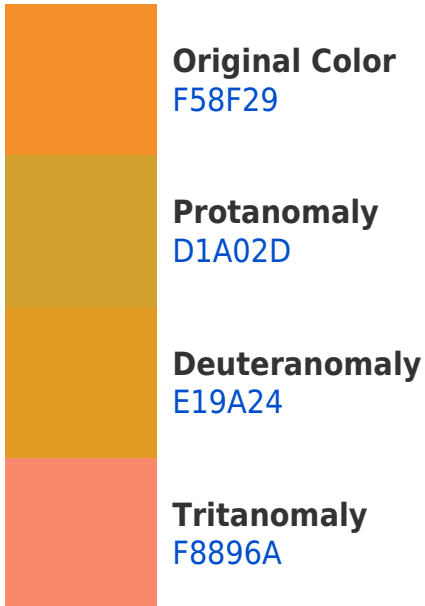 Original Color
F58F29
Protanomaly
D1A02D
Deuteranomaly
E19A24
Tritanomaly
F8896A